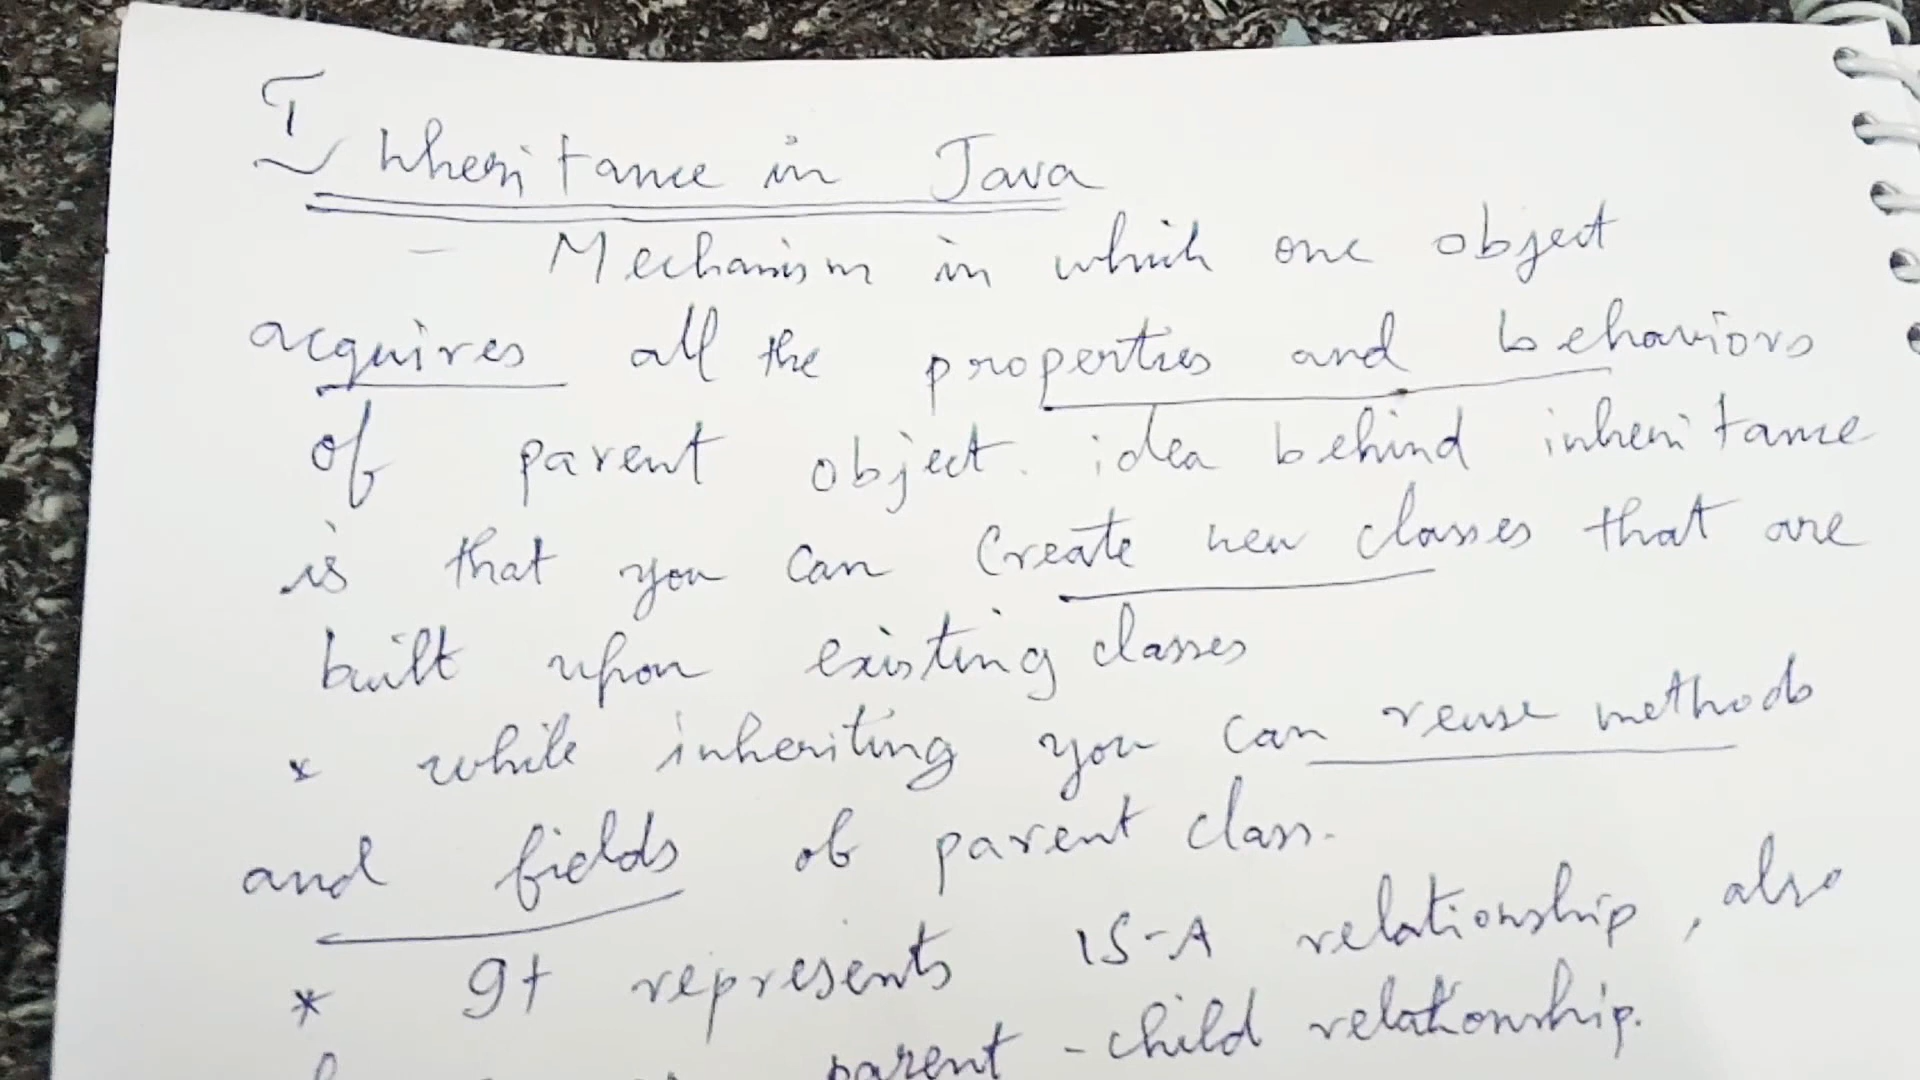 Inheritance in Java
- Mechanism in which one object
acquires all the properties and behaviors
of parent object. idea behind inheritance
is that you can create new classes that are
built upon existing classes
* while inheriting you can reuse methods
and fields of parent class.
* It represents IS-A relationship, also
parent-child relationship.